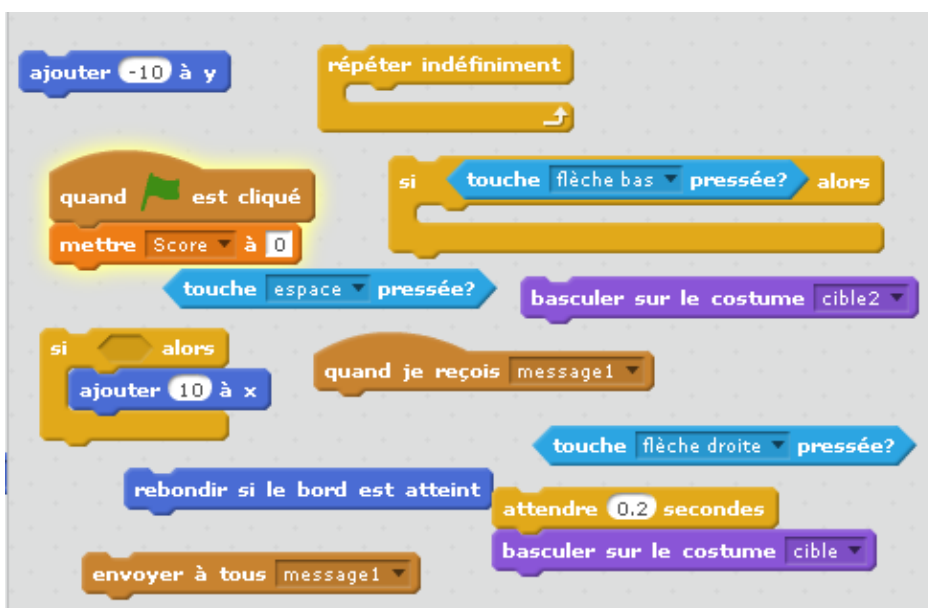 ajouter -10 à y
répéter indéfiniment
quand est cliqué
mettre Score à 0
si touche flèche bas pressée? alors
touche espace pressée?
basculer sur le costume cible2
si alors
ajouter 10 à x
quand je reçois message1
touche flèche droite pressée?
rebondir si le bord est atteint
attendre 0.2 secondes
basculer sur le costume cible
envoyer à tous message1